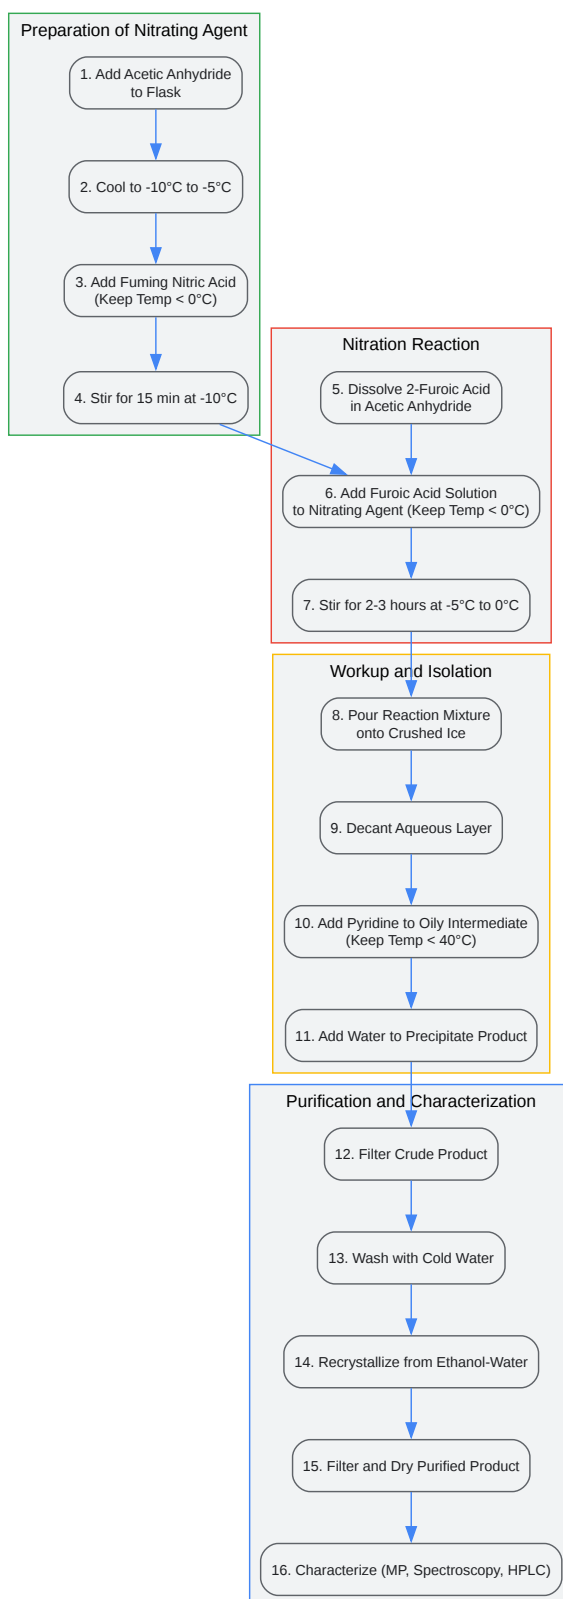 Preparation of Nitrating Agent
1. Add Acetic Anhydride
to Flask
2. Cool to -10°C to -5°C
3. Add Fuming Nitric Acid
(Keep Temp < 0°C)
4. Stir for 15 min at -10°C
Nitration Reaction
5. Dissolve 2-Furoic Acid
in Acetic Anhydride
6. Add Furoic Acid Solution
to Nitrating Agent (Keep Temp < 0°C)
7. Stir for 2-3 hours at -5°C to 0°C
Workup and Isolation
8. Pour Reaction Mixture
onto Crushed Ice
9. Decant Aqueous Layer
10. Add Pyridine to Oily Intermediate
(Keep Temp < 40°C)
11. Add Water to Precipitate Product
Purification and Characterization
12. Filter Crude Product
13. Wash with Cold Water
14. Recrystallize from Ethanol-Water
15. Filter and Dry Purified Product
16. Characterize (MP, Spectroscopy, HPLC)